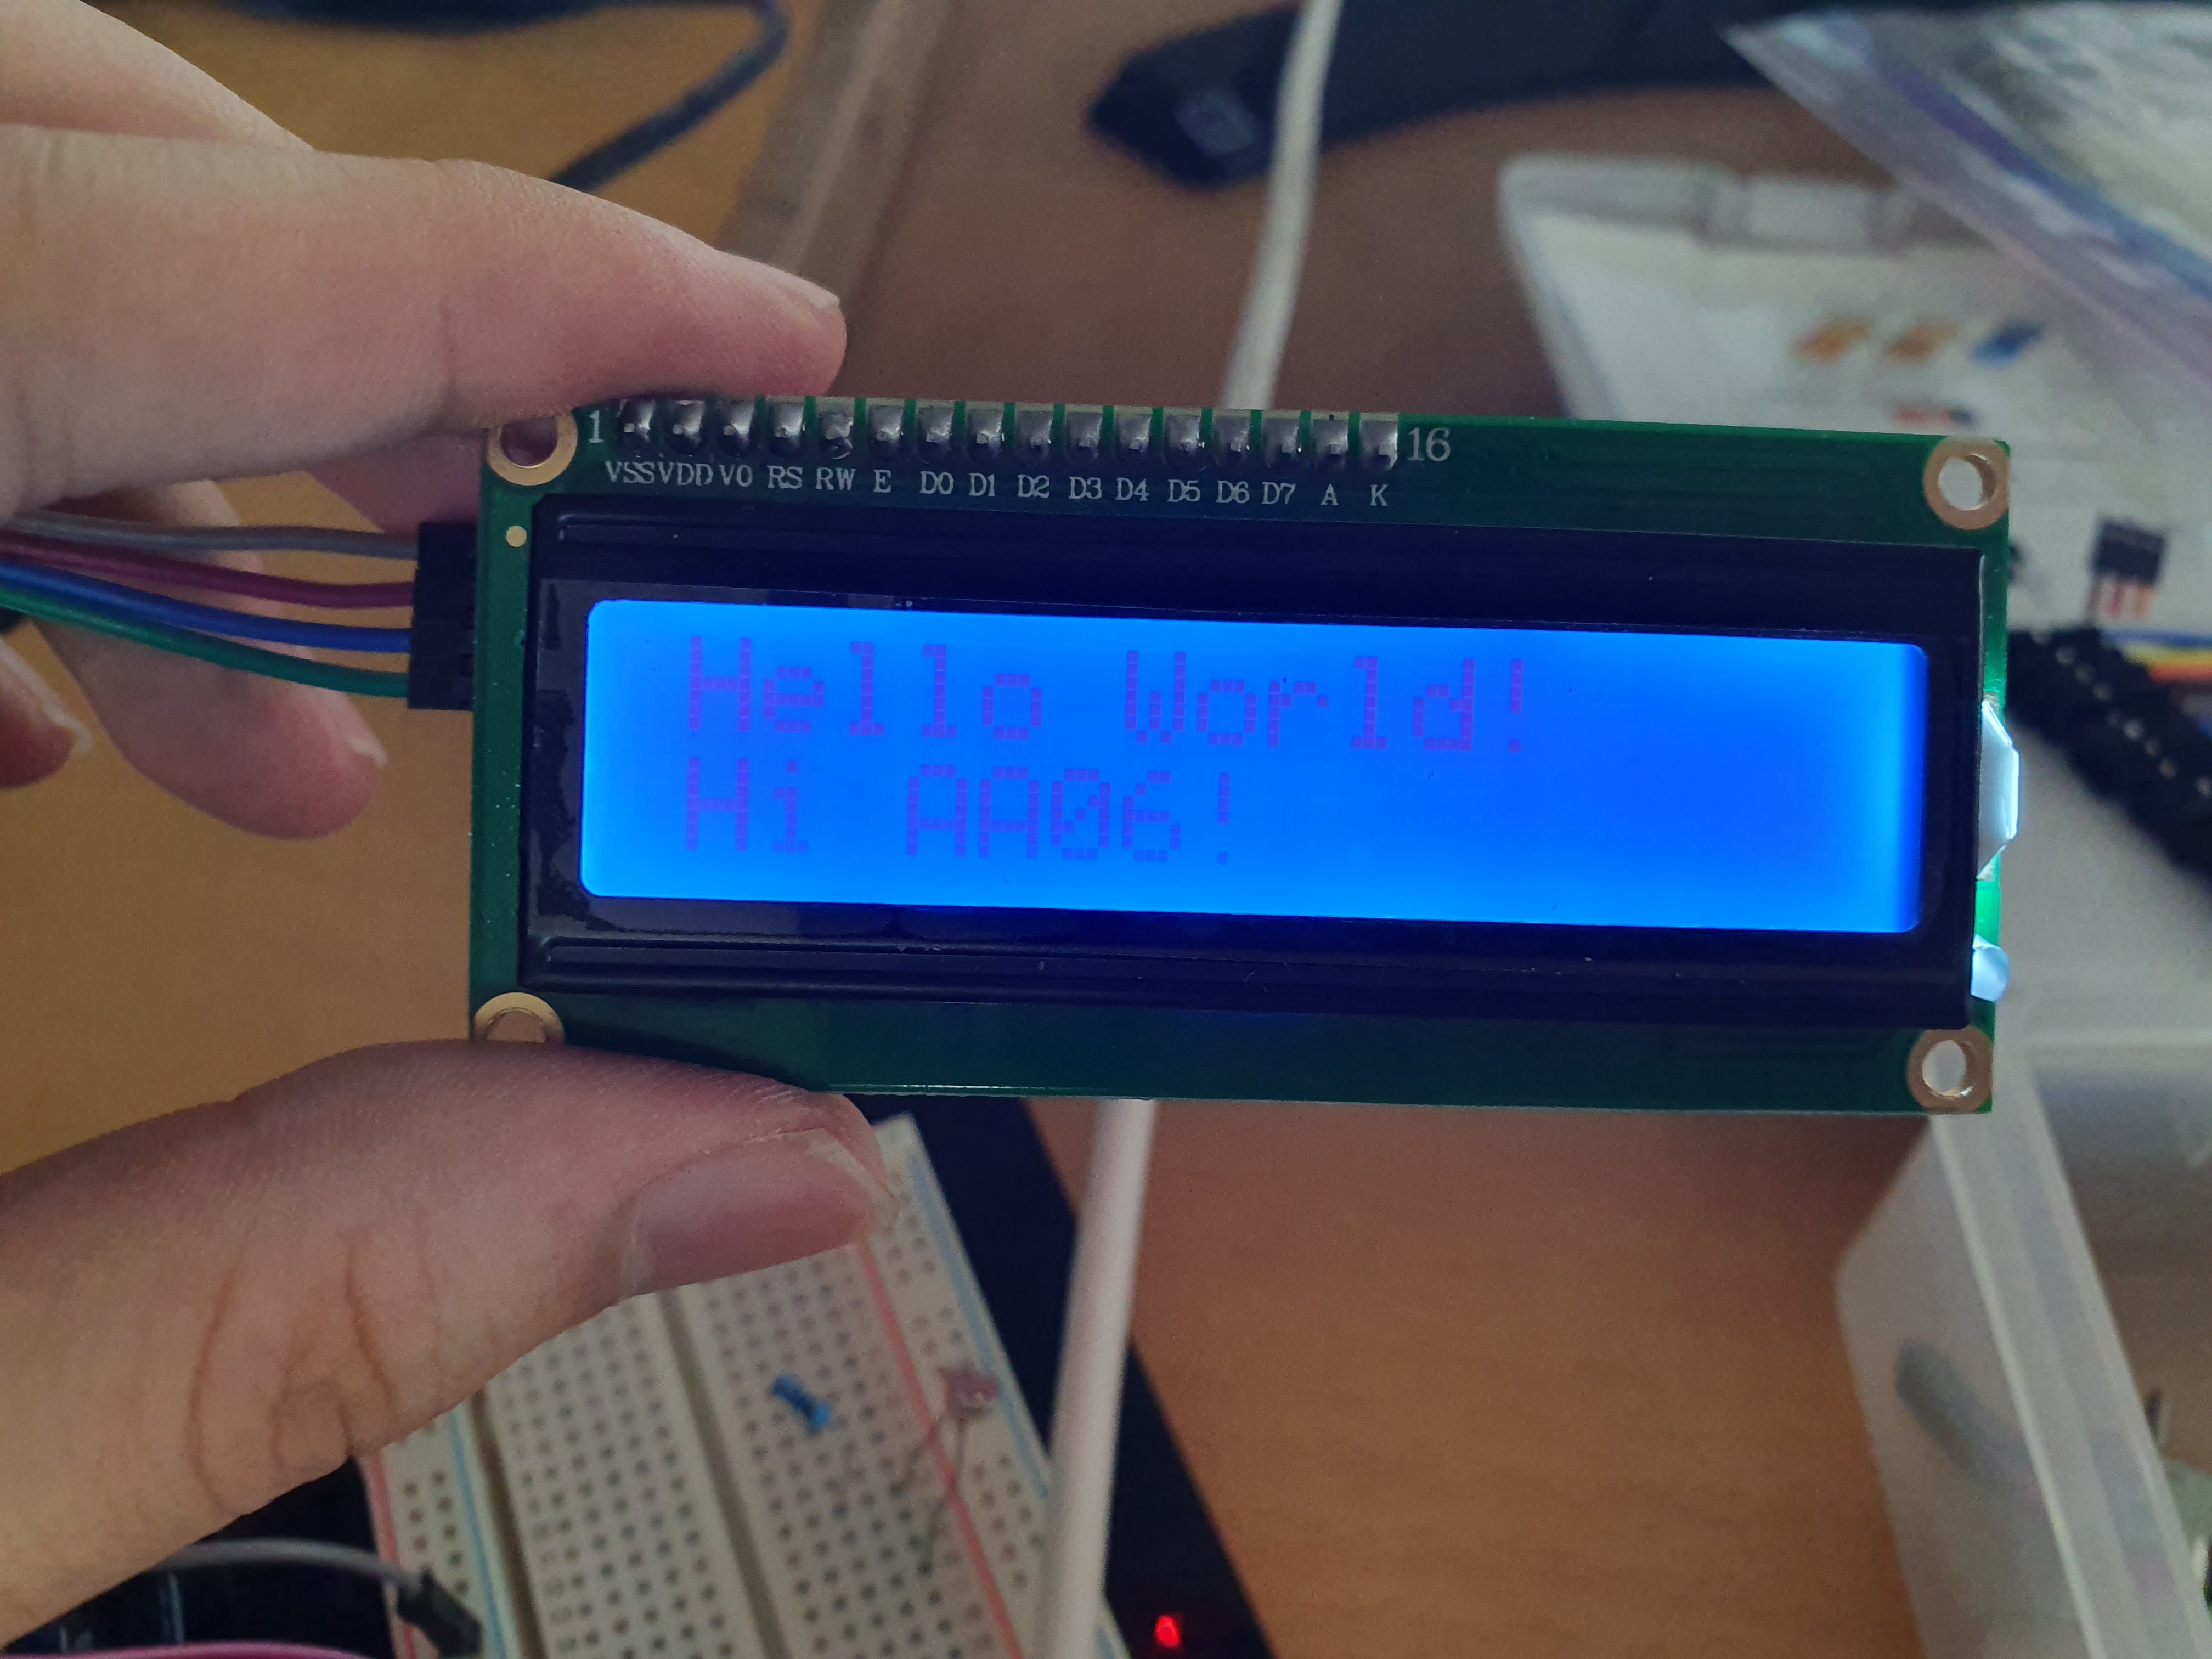 1 16
VSS VDD V0 RS RW E D0 D1 D2 D3 D4 D5 D6 D7 A K
Hello World!
Hi AA06!